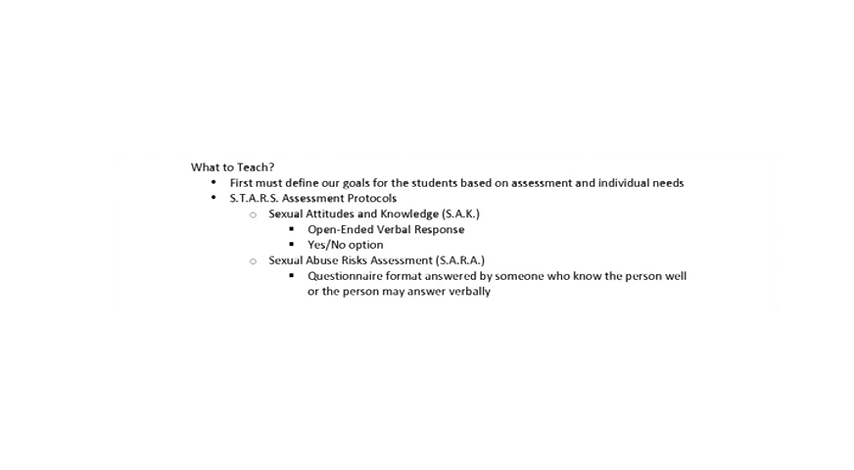 What to Teach?
• First must define our goals for the students based on assessment and individual needs
• S.T.A.R.S. Assessment Protocols
o Sexual Attitudes and Knowledge (S.A.K.)
▪ Open-Ended Verbal Response
▪ Yes/No option
o Sexual Abuse Risks Assessment (S.A.R.A.)
▪ Questionnaire format answered by someone who know the person well
or the person may answer verbally